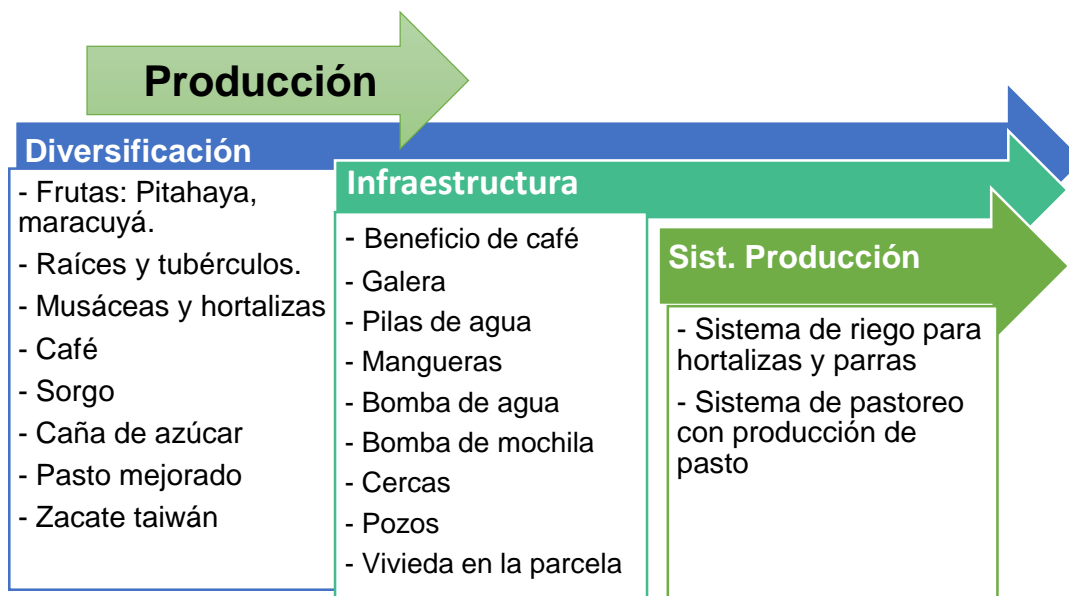 Producción
Diversificación
- Frutas: Pitahaya,
maracuyá.
- Raíces y tubérculos.
- Musáceas y hortalizas
- Café
- Sorgo
- Caña de azúcar
- Pasto mejorado
- Zacate taiwán
Infraestructura
- Beneficio de café
- Galera
- Pilas de agua
- Mangueras
- Bomba de agua
- Bomba de mochila
- Cercas
- Pozos
- Vivieda en la parcela
Sist. Producción
- Sistema de riego para
hortalizas y parras
- Sistema de pastoreo
con producción de
pasto